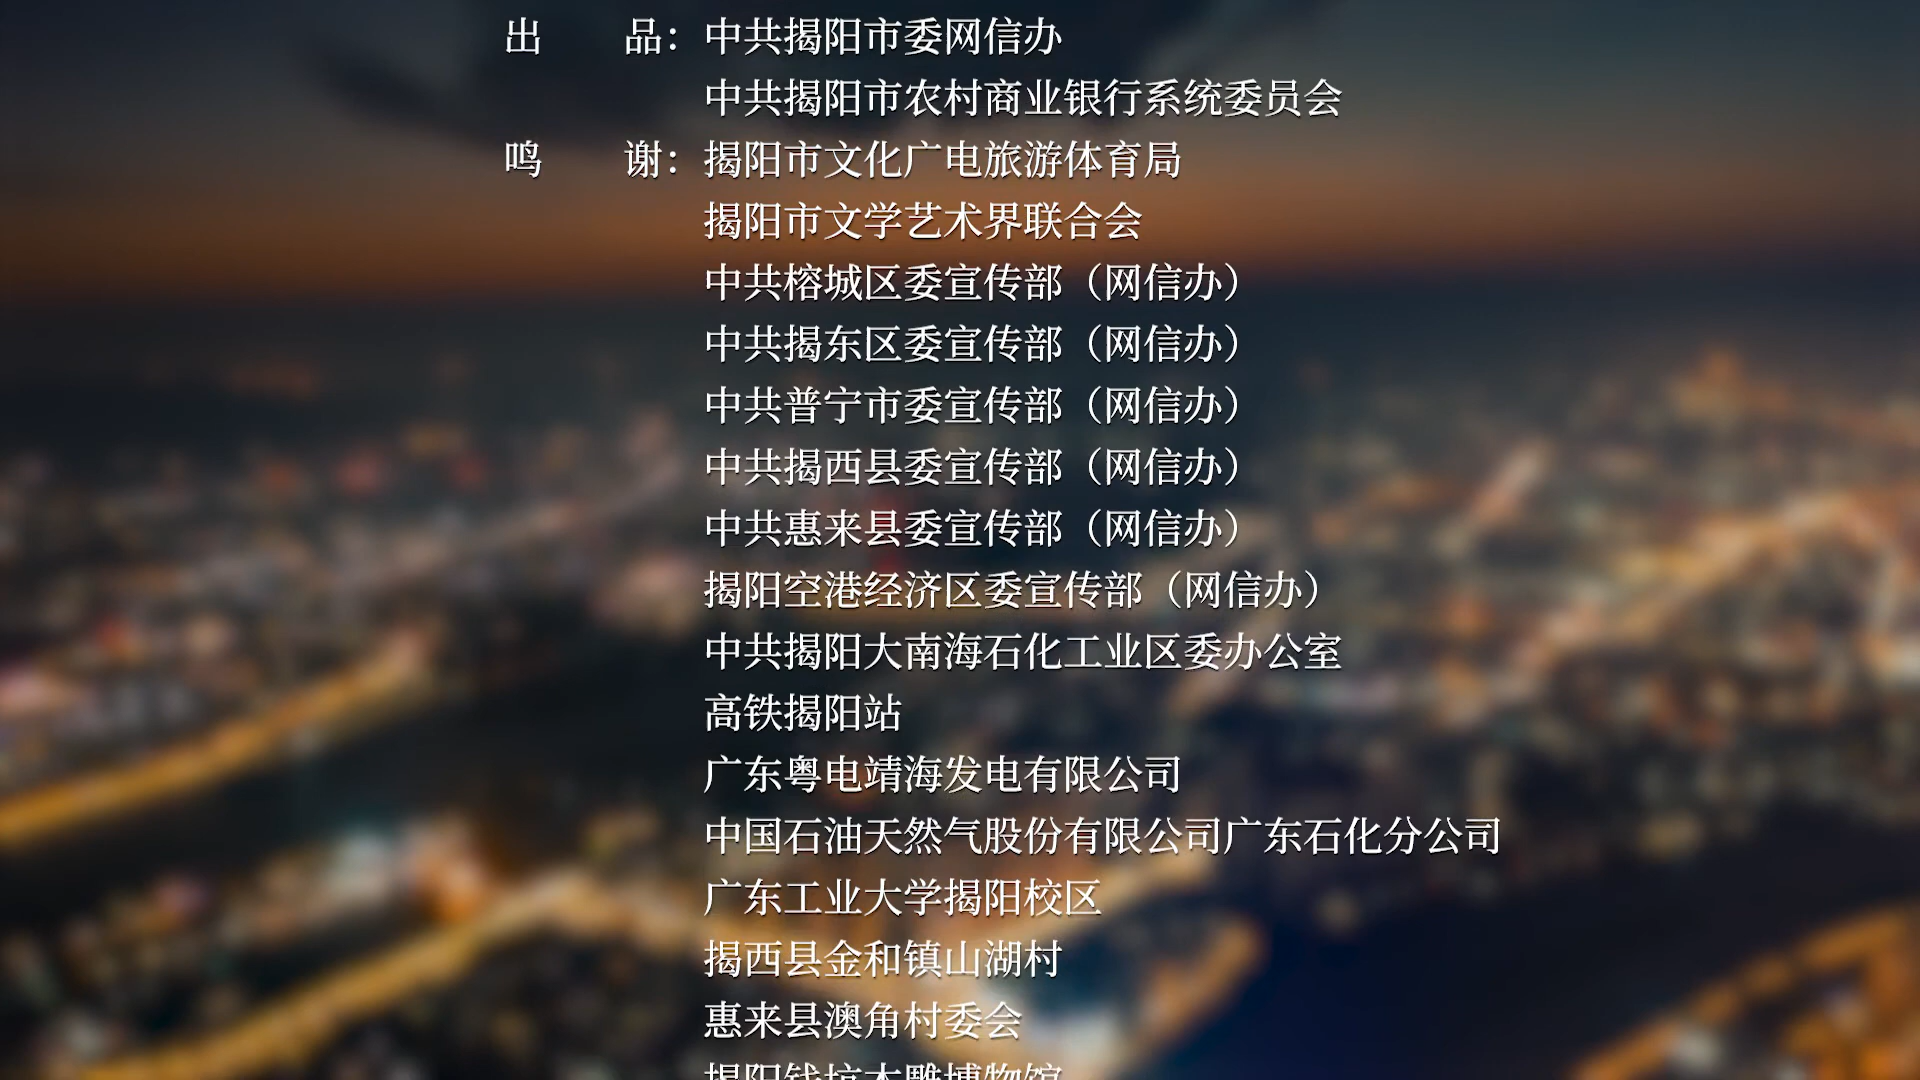 出 品：中共揭阳市委网信办
中共揭阳市农村商业银行系统委员会
鸣 谢：揭阳市文化广电旅游体育局
揭阳市文学艺术界联合会
中共榕城区委宣传部（网信办）
中共揭东区委宣传部（网信办）
中共普宁市委宣传部（网信办）
中共揭西县委宣传部（网信办）
中共惠来县委宣传部（网信办）
揭阳空港经济区委宣传部（网信办）
中共揭阳大南海石化工业区委办公室
高铁揭阳站
广东粤电靖海发电有限公司
中国石油天然气股份有限公司广东石化分公司
广东工业大学揭阳校区
揭西县金和镇山湖村
惠来县澳角村委会
揭阳钱坑木雕博物馆